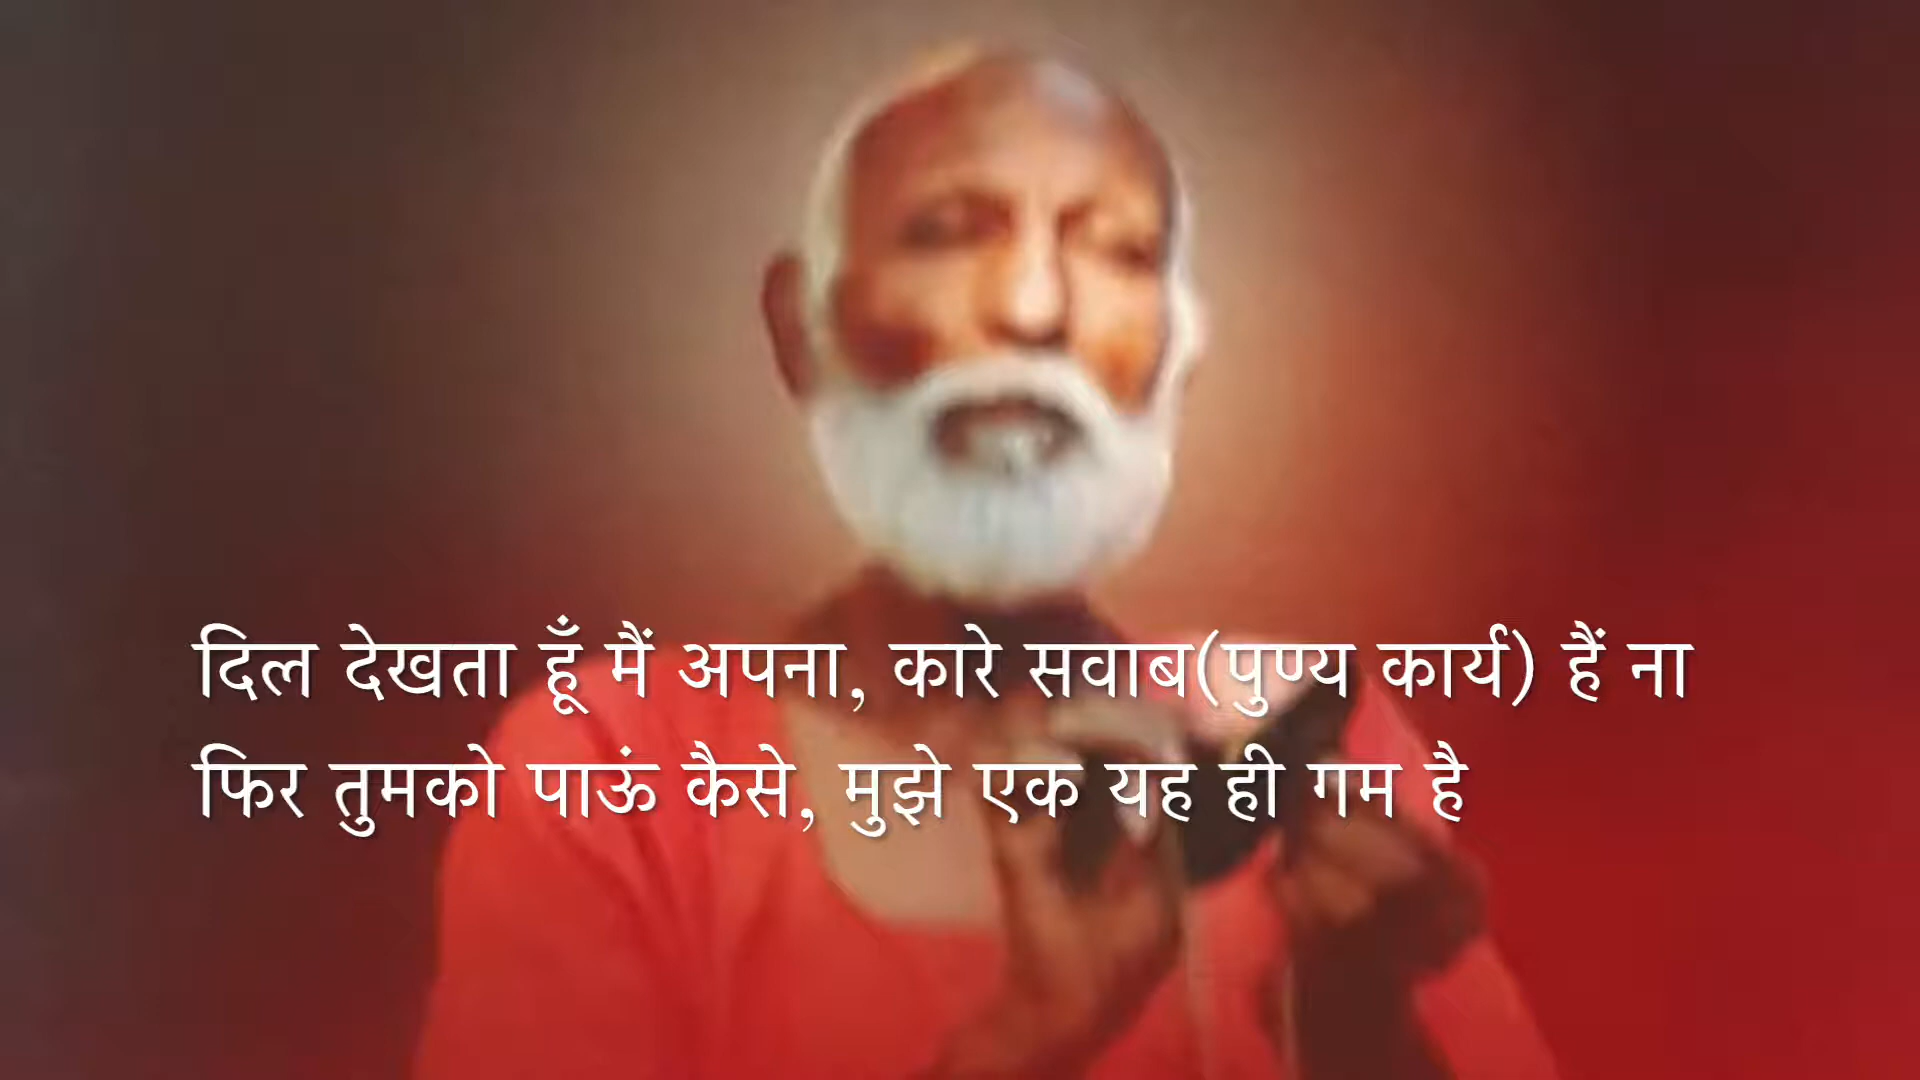 दिल देखता हूँ मैं अपना, कारे सवाब(पुण्य कार्य) हैं ना
फिर तुमको पाऊं कैसे, मुझे एक यह ही गम है